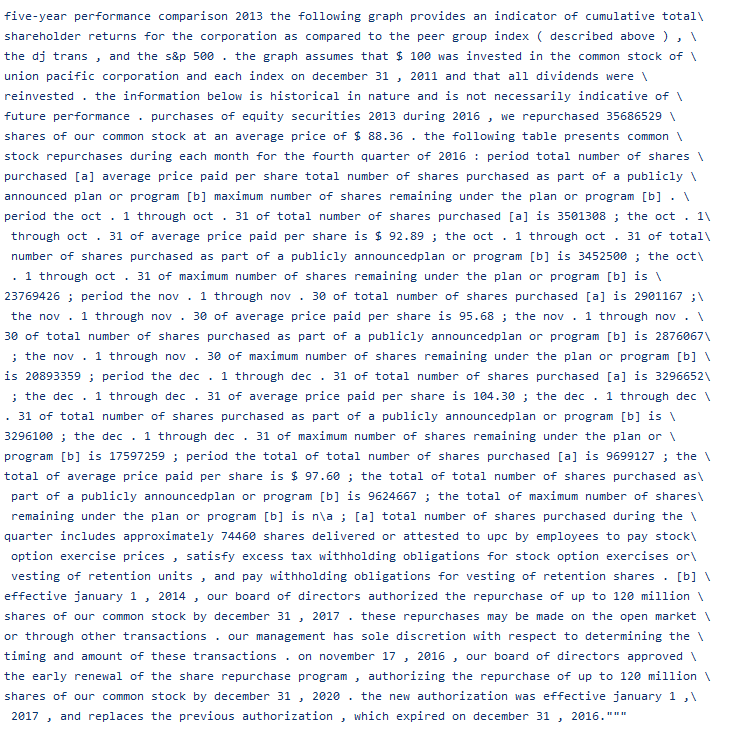 five-year performance comparison 2013 the following graph provides an indicator of cumulative total\
shareholder returns for the corporation as compared to the peer group index ( described above ) , \
the dj trans , and the s&p 500 . the graph assumes that $ 100 was invested in the common stock of \
union pacific corporation and each index on december 31 , 2011 and that all dividends were \
reinvested . the information below is historical in nature and is not necessarily indicative of \
future performance . purchases of equity securities 2013 during 2016 , we repurchased 35686529 \
shares of our common stock at an average price of $ 88.36 . the following table presents common \
stock repurchases during each month for the fourth quarter of 2016 : period total number of shares \
purchased [a] average price paid per share total number of shares purchased as part of a publicly \
announced plan or program [b] maximum number of shares remaining under the plan or program [b] . \
period the oct . 1 through oct . 31 of total number of shares purchased [a] is 3501308 ; the oct . 1\
 through oct . 31 of average price paid per share is $ 92.89 ; the oct . 1 through oct . 31 of total\
 number of shares purchased as part of a publicly announcedplan or program [b] is 3452500 ; the oct\
 . 1 through oct . 31 of maximum number of shares remaining under the plan or program [b] is \
23769426 ; period the nov . 1 through nov . 30 of total number of shares purchased [a] is 2901167 ;\
 the nov . 1 through nov . 30 of average price paid per share is 95.68 ; the nov . 1 through nov . \
30 of total number of shares purchased as part of a publicly announcedplan or program [b] is 2876067\
 ; the nov . 1 through nov . 30 of maximum number of shares remaining under the plan or program [b] \
is 20893359 ; period the dec . 1 through dec . 31 of total number of shares purchased [a] is 3296652\
 ; the dec . 1 through dec . 31 of average price paid per share is 104.30 ; the dec . 1 through dec \
. 31 of total number of shares purchased as part of a publicly announcedplan or program [b] is \
3296100 ; the dec . 1 through dec . 31 of maximum number of shares remaining under the plan or \
program [b] is 17597259 ; period the total of total number of shares purchased [a] is 9699127 ; the \
total of average price paid per share is $ 97.60 ; the total of total number of shares purchased as\
 part of a publicly announcedplan or program [b] is 9624667 ; the total of maximum number of shares\
 remaining under the plan or program [b] is n\a ; [a] total number of shares purchased during the \
quarter includes approximately 74460 shares delivered or attested to upc by employees to pay stock\
 option exercise prices , satisfy excess tax withholding obligations for stock option exercises or\
 vesting of retention units , and pay withholding obligations for vesting of retention shares . [b] \
effective january 1 , 2014 , our board of directors authorized the repurchase of up to 120 million \
shares of our common stock by december 31 , 2017 . these repurchases may be made on the open market \
or through other transactions . our management has sole discretion with respect to determining the \
timing and amount of these transactions . on november 17 , 2016 , our board of directors approved \
the early renewal of the share repurchase program , authorizing the repurchase of up to 120 million \
shares of our common stock by december 31 , 2020 . the new authorization was effective january 1 ,\
 2017 , and replaces the previous authorization , which expired on december 31 , 2016."""